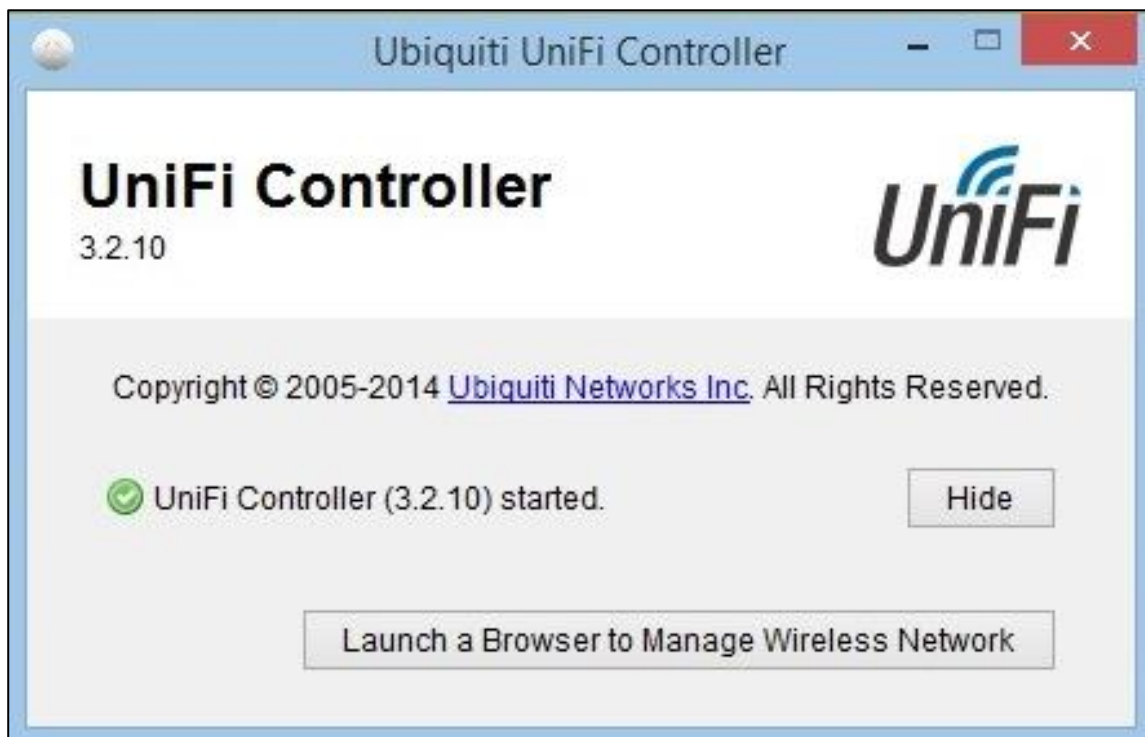 Ubiquiti UniFi Controller
UniFi Controller
3.2.10
UniFi
Copyright © 2005-2014 Ubiquiti Networks Inc. All Rights Reserved.
UniFi Controller (3.2.10) started.
Hide
Launch a Browser to Manage Wireless Network